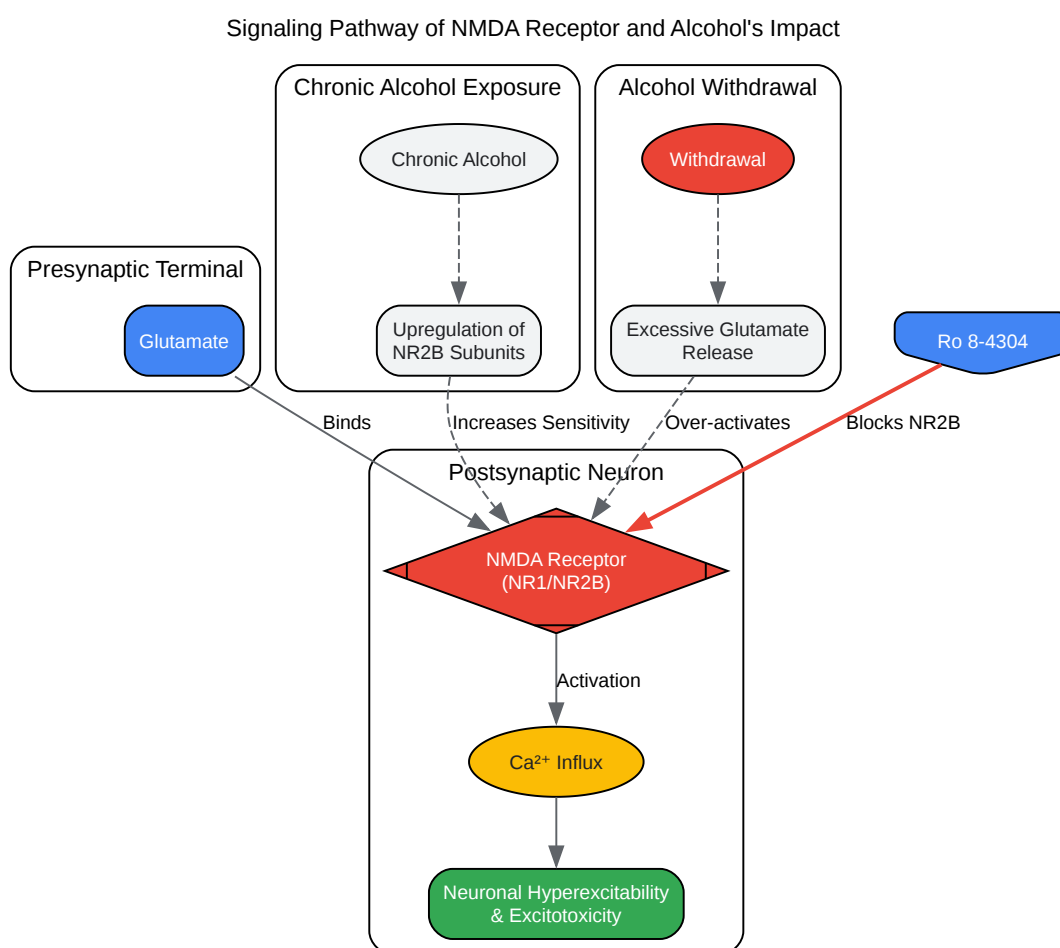 Signaling Pathway of NMDA Receptor and Alcohol's Impact
Chronic Alcohol Exposure
Alcohol Withdrawal
Chronic Alcohol
Withdrawal
Presynaptic Terminal
Glutamate
Upregulation of
NR2B Subunits
Excessive Glutamate
Release
Ro 8-4304
Binds
Increases Sensitivity
Over-activates
Blocks NR2B
Postsynaptic Neuron
NMDA Receptor
(NR1/NR2B)
Activation
Ca²⁺ Influx
Neuronal Hyperexcitability
& Excitotoxicity